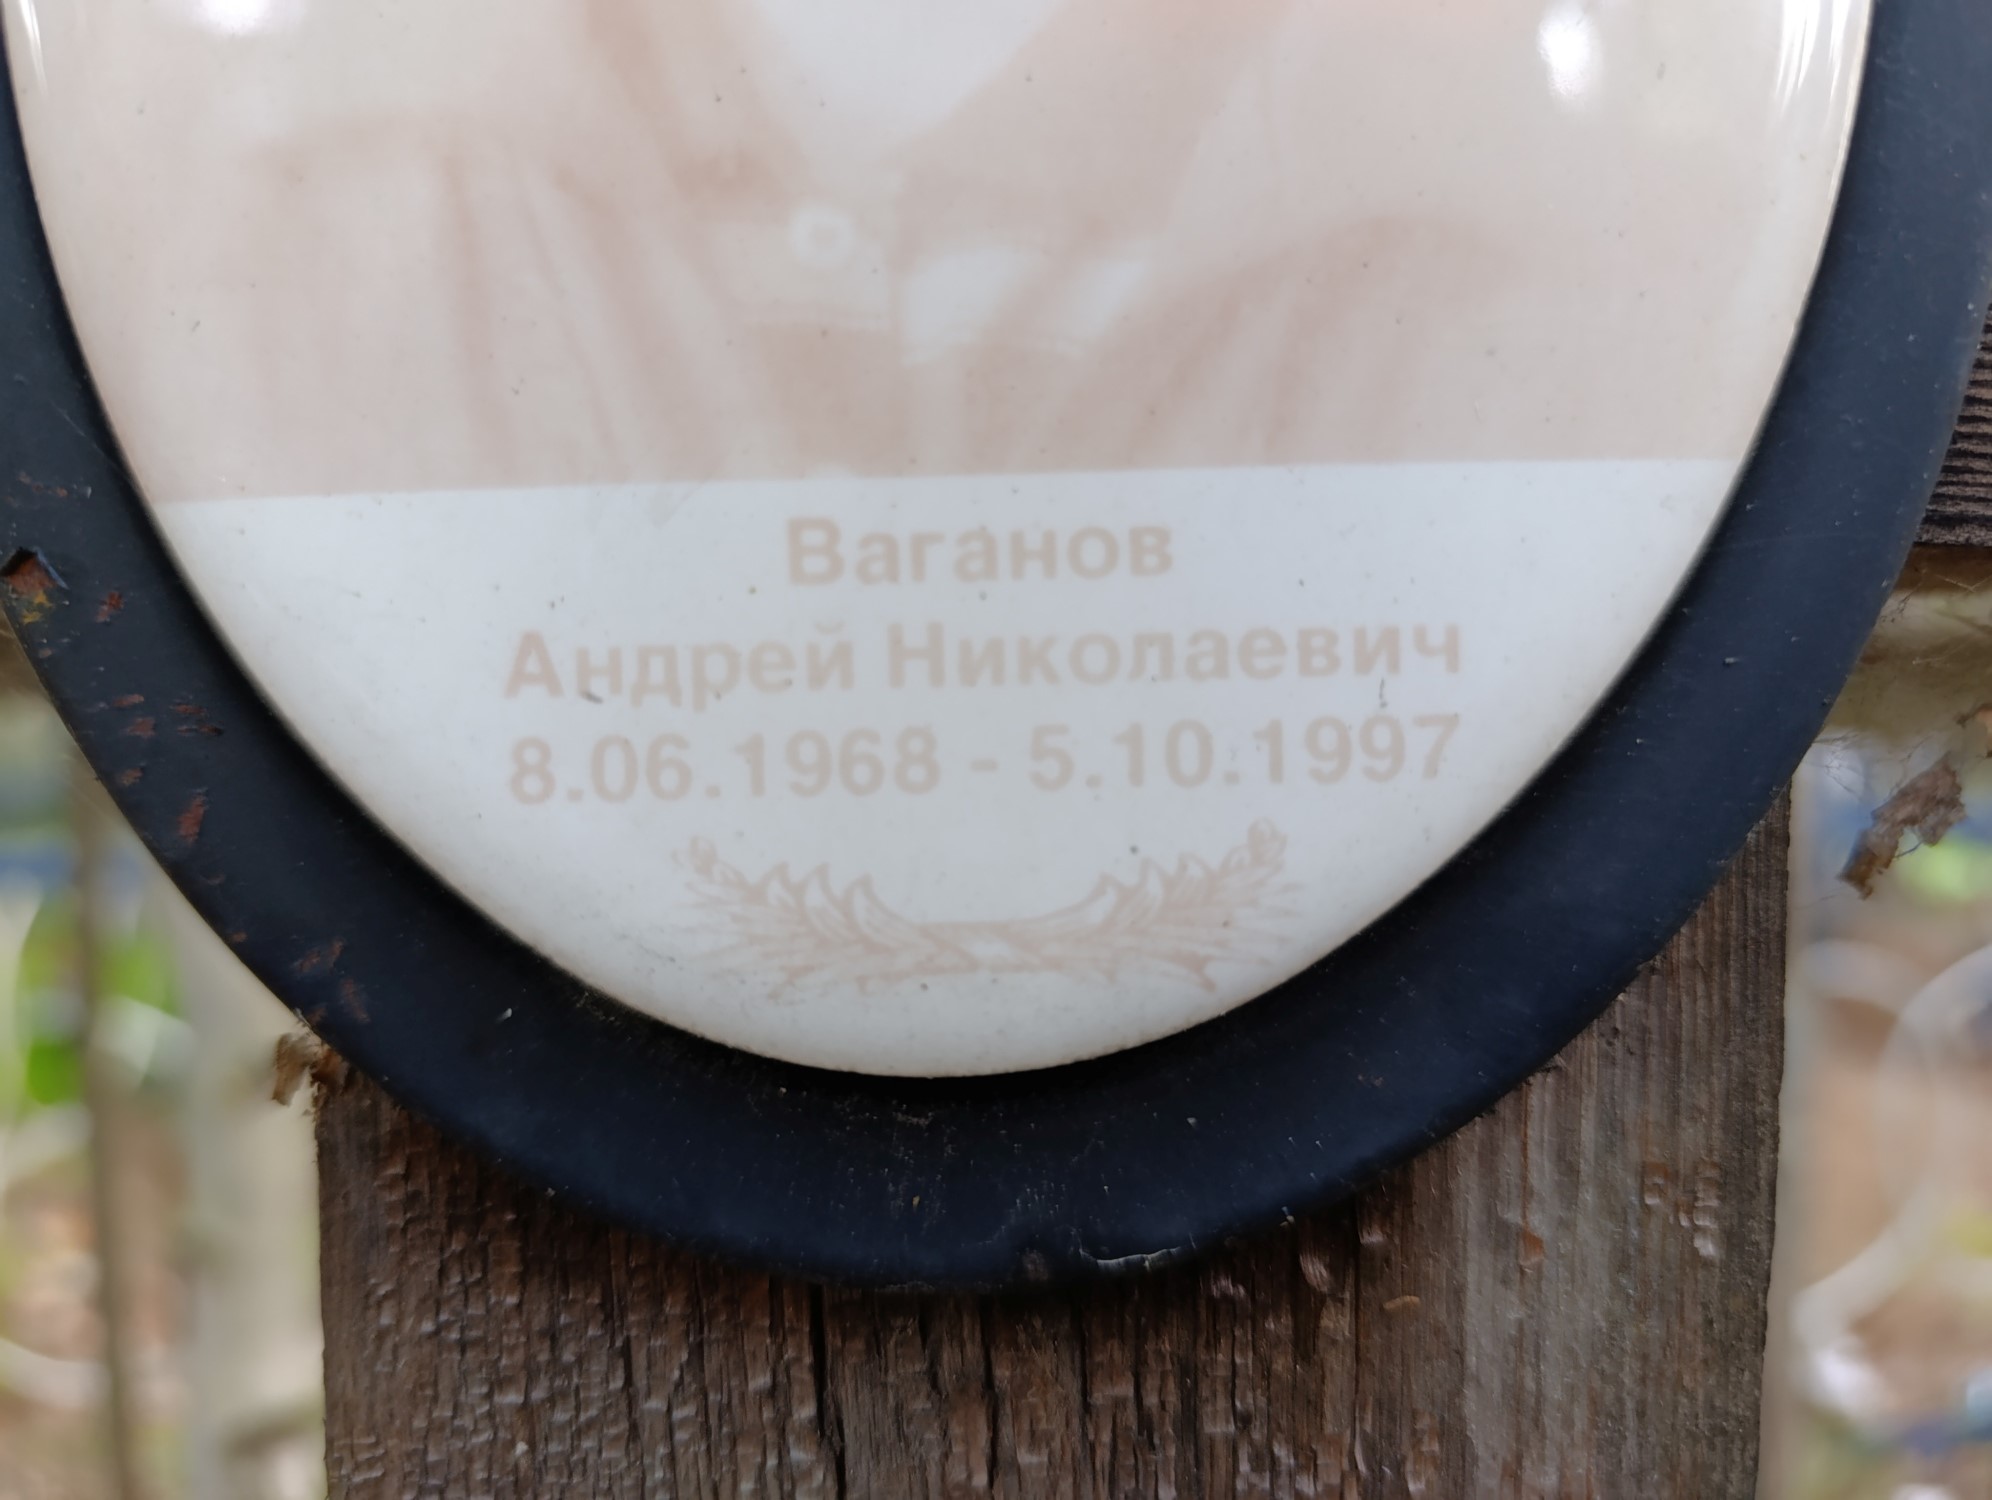 Ваганов
Андрей Николаевич
8.06.1968 - 5.10.1997